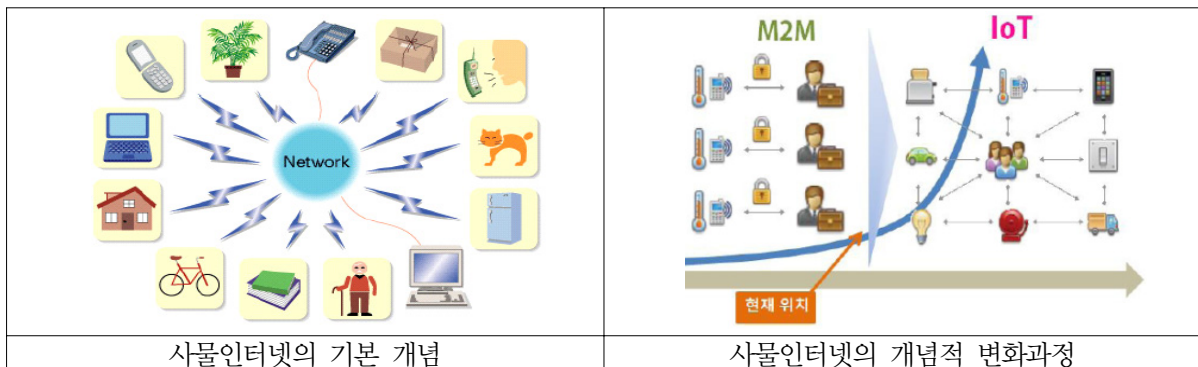 Network
사물인터넷의 기본 개념
M2M
IoT
현재 위치
사물인터넷의 개념적 변화과정